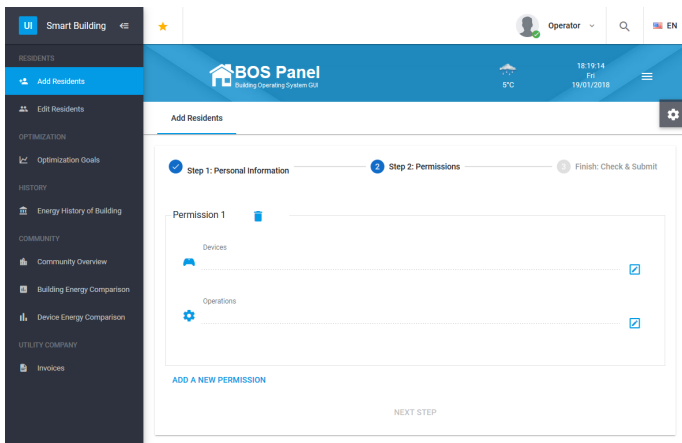 UI Smart Building
RESIDENTS
Add Residents
Edit Residents
OPTIMIZATION
Optimization Goals
HISTORY
Energy History of Building
COMMUNITY
Community Overview
Building Energy Comparison
Device Energy Comparison
UTILITY COMPANY
Invoices
Operator
EN
BOS Panel
Building Operating System GUI
5°C
18:19:14
Fri
19/01/2018
Add Residents
Step 1: Personal Information
2 Step 2: Permissions
3 Finish: Check & Submit
Permission 1
Devices
Operations
ADD A NEW PERMISSION
NEXT STEP